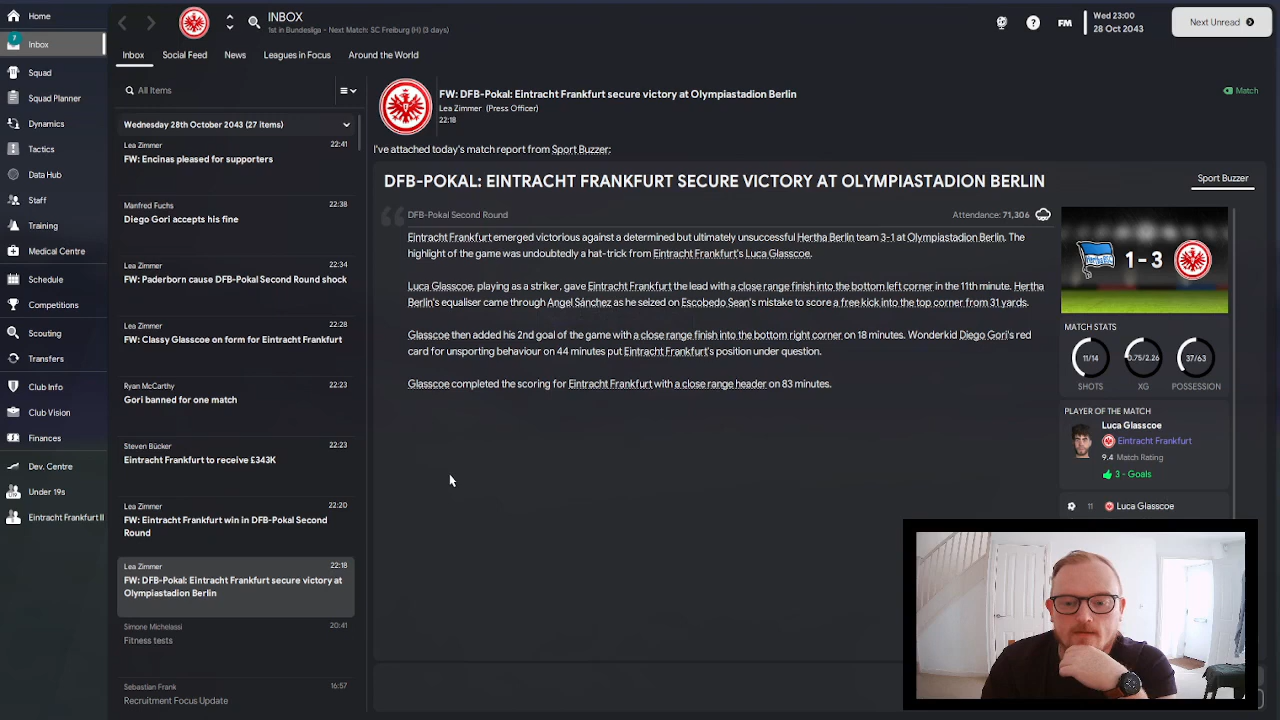 Home
INBOX
1st in Bundesliga - Next Match: SC Freiburg (H) (3 days)
FM
Wed 23:00
28 Oct 2043
Next Unread
7
Inbox
Inbox
Social Feed
News
Leagues in Focus
Around the World
Squad
Squad Planner
Dynamics
Tactics
Data Hub
Staff
Training
Medical Centre
Schedule
Competitions
Scouting
Transfers
Club Info
Club Vision
Finances
Dev. Centre
Under 19s
Eintracht Frankfurt II
All Items
Wednesday 28th October 2043 (27 items)
Lea Zimmer
22:41
FW: Encinas pleased for supporters
Manfred Fuchs
22:38
Diego Gori accepts his fine
Lea Zimmer
22:34
FW: Paderborn cause DFB-Pokal Second Round shock
Lea Zimmer
22:28
FW: Classy Glasscoe on form for Eintracht Frankfurt
Ryan McCarthy
22:23
Gori banned for one match
Steven Bücker
22:23
Eintracht Frankfurt to receive £343K
Lea Zimmer
22:20
FW: Eintracht Frankfurt win in DFB-Pokal Second
Round
Lea Zimmer
22:18
FW: DFB-Pokal: Eintracht Frankfurt secure victory at
Olympiastadion Berlin
Simone Michelassi
20:41
Fitness tests
Sebastian Frank
16:57
Recruitment Focus Update
FW: DFB-Pokal: Eintracht Frankfurt secure victory at Olympiastadion Berlin
Lea Zimmer (Press Officer)
22:18
Match
I've attached today's match report from Sport Buzzer:
DFB-POKAL: EINTRACHT FRANKFURT SECURE VICTORY AT OLYMPIASTADION BERLIN
Sport Buzzer
DFB-Pokal Second Round
Attendance: 71,306
Eintracht Frankfurt emerged victorious against a determined but ultimately unsuccessful Hertha Berlin team 3-1 at Olympiastadion Berlin. The
highlight of the game was undoubtedly a hat-trick from Eintracht Frankfurt's Luca Glasscoe.
Luca Glasscoe, playing as a striker, gave Eintracht Frankfurt the lead with a close range finish into the bottom left corner in the 11th minute. Hertha
Berlin's equaliser came through Angel Sánchez as he seized on Escobedo Sean's mistake to score a free kick into the top corner from 31 yards.
Glasscoe then added his 2nd goal of the game with a close range finish into the bottom right corner on 18 minutes. Wonderkid Diego Gori's red
card for unsporting behaviour on 44 minutes put Eintracht Frankfurt's position under question.
Glasscoe completed the scoring for Eintracht Frankfurt with a close range header on 83 minutes.
1 - 3
MATCH STATS
11/14
0.75/2.26
37/63
SHOTS
XG
POSSESSION
PLAYER OF THE MATCH
Luca Glasscoe
Eintracht Frankfurt
9.4 Match Rating
3 - Goals
11 Luca Glasscoe